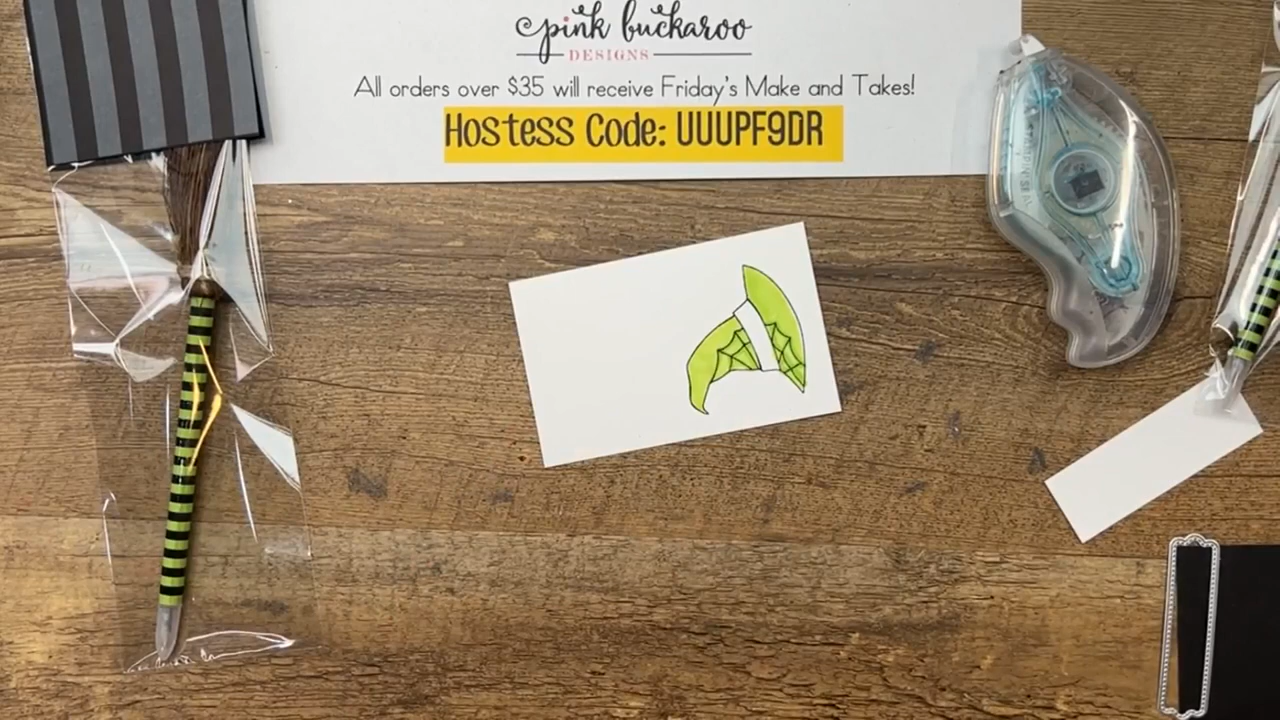 pink buckaroo
DESIGNS
All orders over $35 will receive Friday's Make and Takes!
Hostess Code: UUUPF9DR